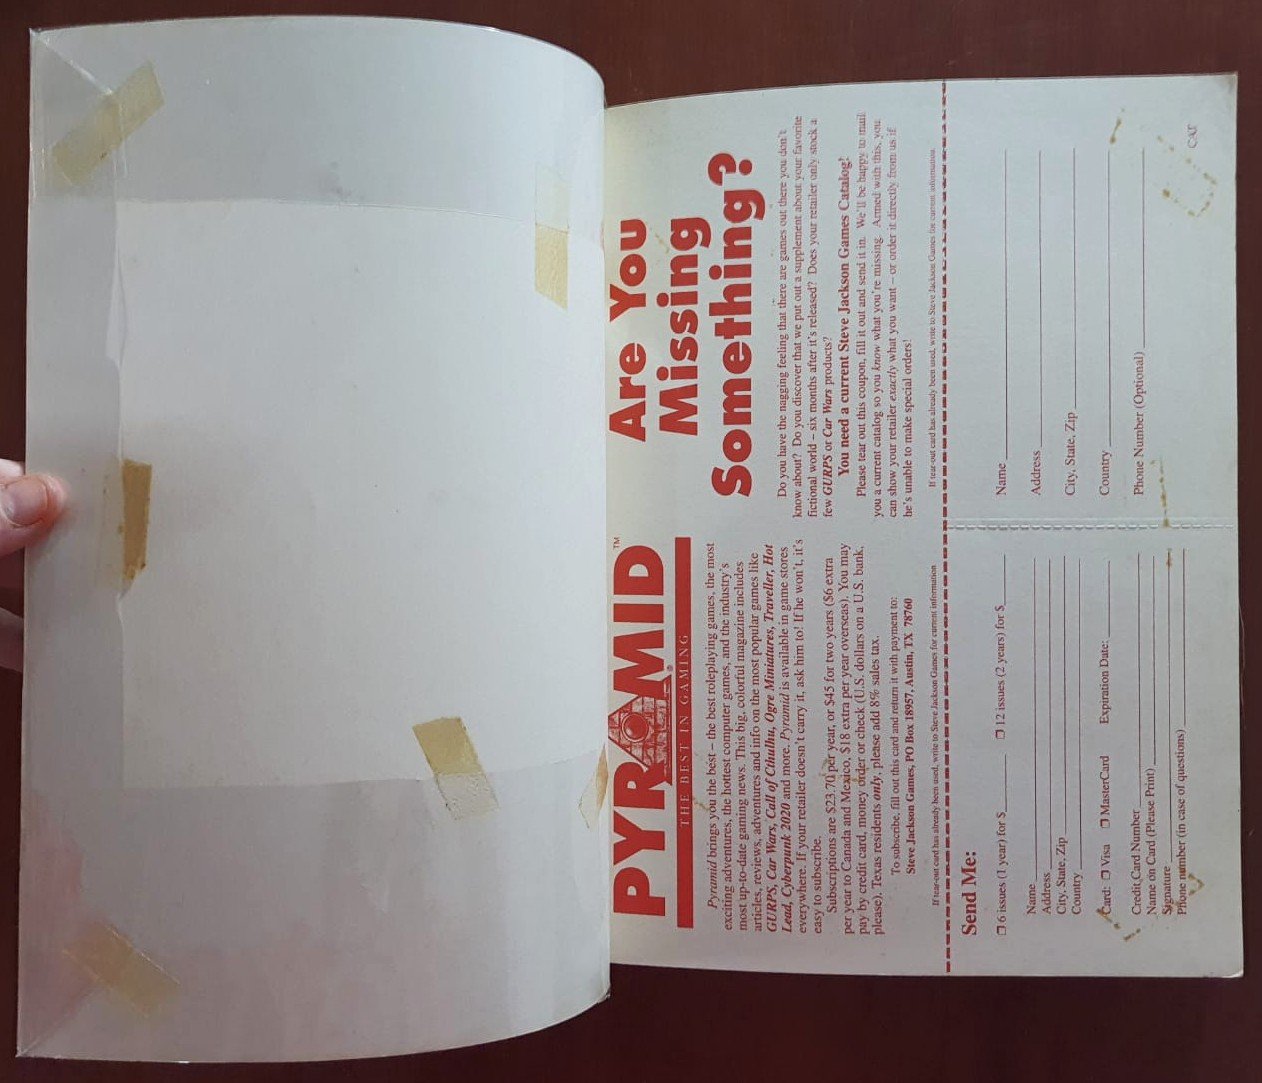 PYRAMID™
THE BEST IN GAMING
Pyramid brings you the best – the best roleplaying games, the most
exciting adventures, the hottest computer games, and the industry's
most up-to-date gaming news. This big, colorful magazine includes
articles, reviews, adventures and info on the most popular games like
GURPS, Car Wars, Call of Cthulhu, Ogre Miniatures, Traveller, Hot
Lead, Cyberpunk 2020 and more. Pyramid is available in game stores
everywhere. If your retailer doesn't carry it, ask him to! If he won't, it's
easy to subscribe.
Subscriptions are $23.70 per year, or $45 for two years ($6 extra
per year to Canada and Mexico, $18 extra per year overseas). You may
pay by credit card, money order or check (U.S. dollars on a U.S. bank,
please). Texas residents only, please add 8% sales tax.
To subscribe, fill out this card and return it with payment to:
Steve Jackson Games, PO Box 18957, Austin, TX 78760
If tear-out card has already been used, write to Steve Jackson Games for current information
Send Me:
☐ 6 issues (1 year) for $ ☐ 12 issues (2 years) for $
Name
Address
City, State, Zip
Country
Card: ☐ Visa ☐ MasterCard Expiration Date:
Credit Card Number
Name on Card (Please Print)
Signature
Phone number (in case of questions)
Are You
Missing
Something?
Do you have the nagging feeling that there are games out there you don't
know about? Do you discover that we put out a supplement about your favorite
fictional world – six months after it's released? Does your retailer only stock a
few GURPS or Car Wars products?
You need a current Steve Jackson Games Catalog!
Please tear out this coupon, fill it out and send it in. We'll be happy to mail
you a current catalog so you know what you're missing. Armed with this, you
can show your retailer exactly what you want – or order it directly from us if
he's unable to make special orders!
If tear-out card has already been used, write to Steve Jackson Games for current information.
Name
Address
City, State, Zip
Country
Phone Number (Optional)
CAT